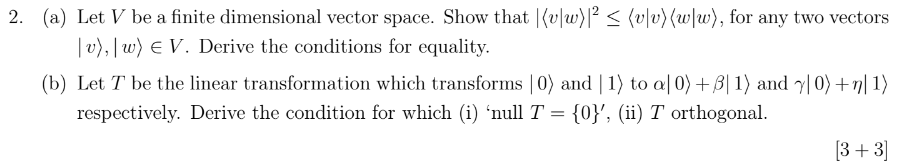 2. (a) Let V be a finite dimensional vector space. Show that |⟨v|w⟩|² ≤ ⟨v|v⟩⟨w|w⟩, for any two vectors
|v⟩, |w⟩ ∈ V. Derive the conditions for equality.
(b) Let T be the linear transformation which transforms |0⟩ and |1⟩ to α|0⟩+β|1⟩ and γ|0⟩+η|1⟩
respectively. Derive the condition for which (i) ‘null T = {0}′, (ii) T orthogonal.
[3 + 3]